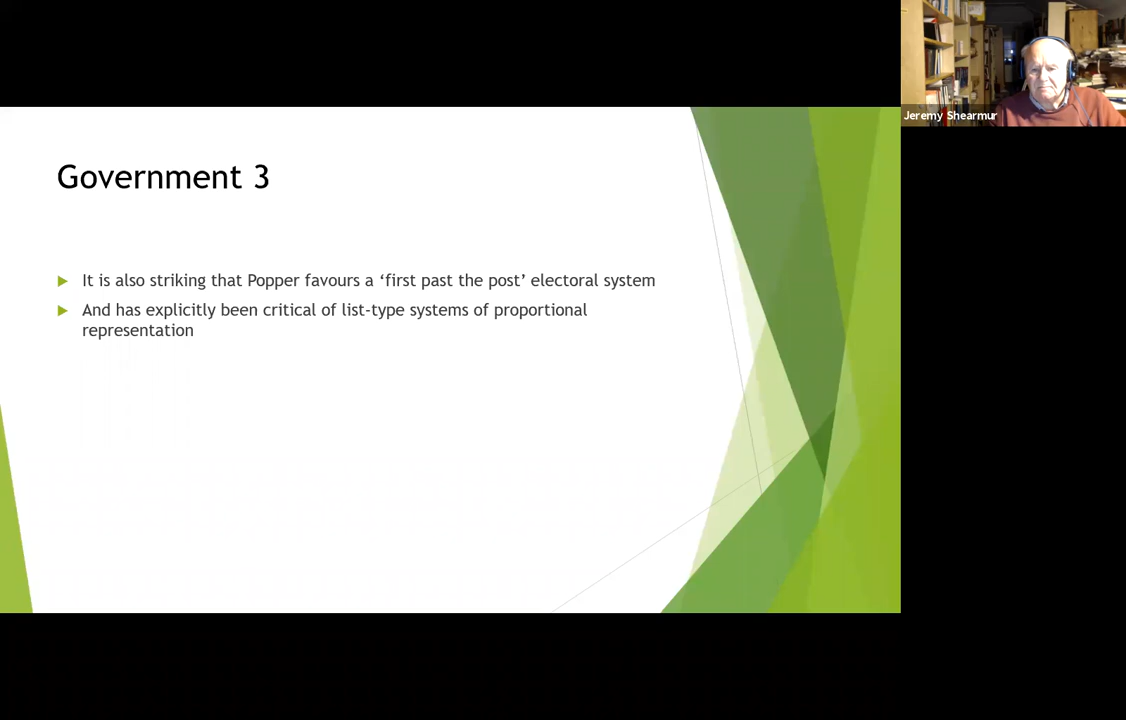 Jeremy Shearmur
Government 3
It is also striking that Popper favours a ‘first past the post’ electoral system
And has explicitly been critical of list-type systems of proportional
representation